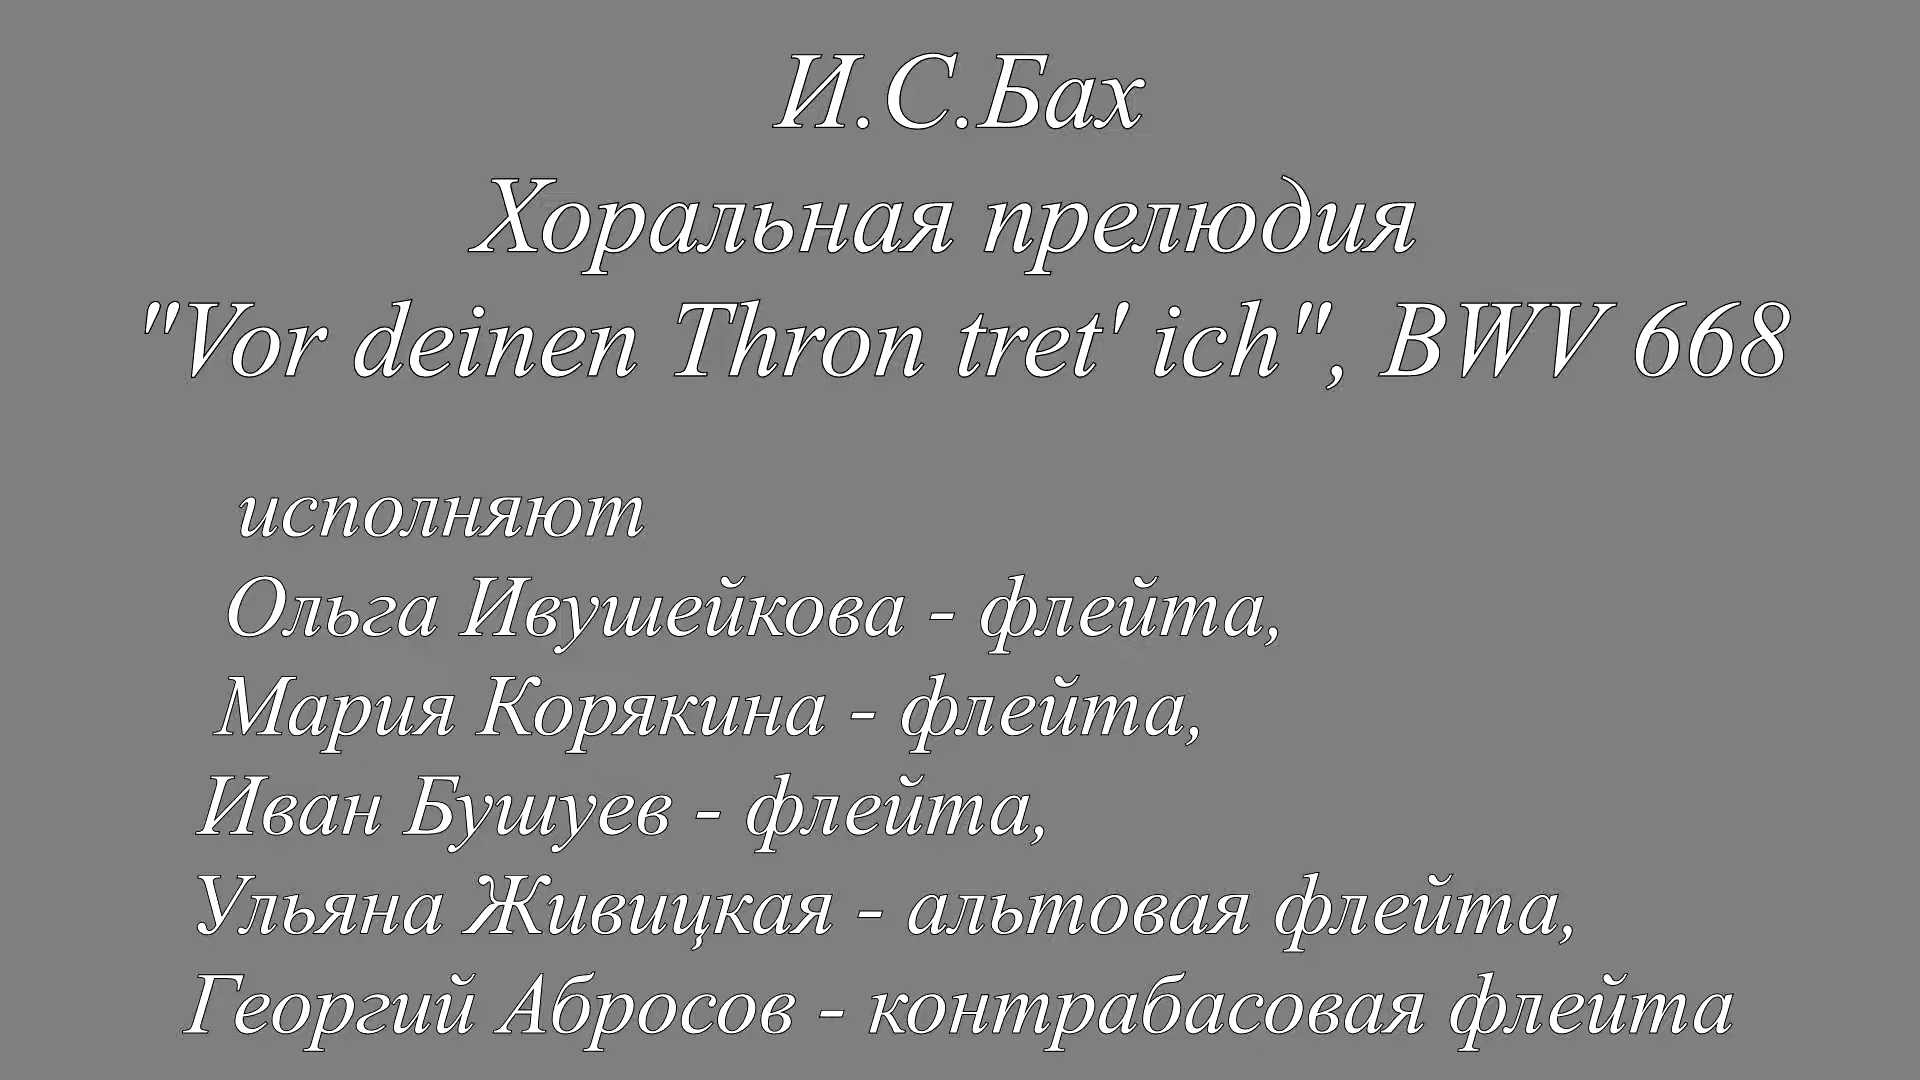 И.С.Бах
Хоральная прелюдия
"Vor deinen Thron tret' ich", BWV 668
исполняют
Ольга Ивушейкова - флейта,
Мария Корякина - флейта,
Иван Бушуев - флейта,
Ульяна Живицкая - альтовая флейта,
Георгий Абросов - контрабасовая флейта